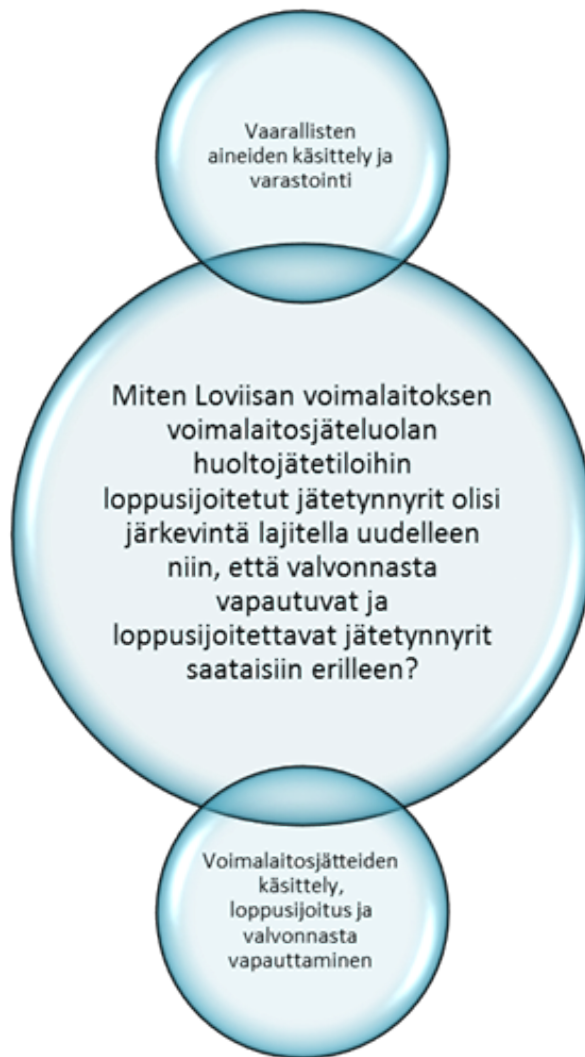 Vaarallisten
aineiden käsittely ja
varastointi
Miten Loviisan voimalaitoksen
voimalaitosjäteluolan
huoltojätetiloihin
loppusijoitetut jätetynnyrit olisi
järkevintä lajitella uudelleen
niin, että valvonnasta
vapautuvat ja
loppusijoitettavat jätetynnyrit
saataisiin erilleen?
Voimalaitosjätteiden
käsittely,
loppusijoitus ja
valvonnasta
vapauttaminen